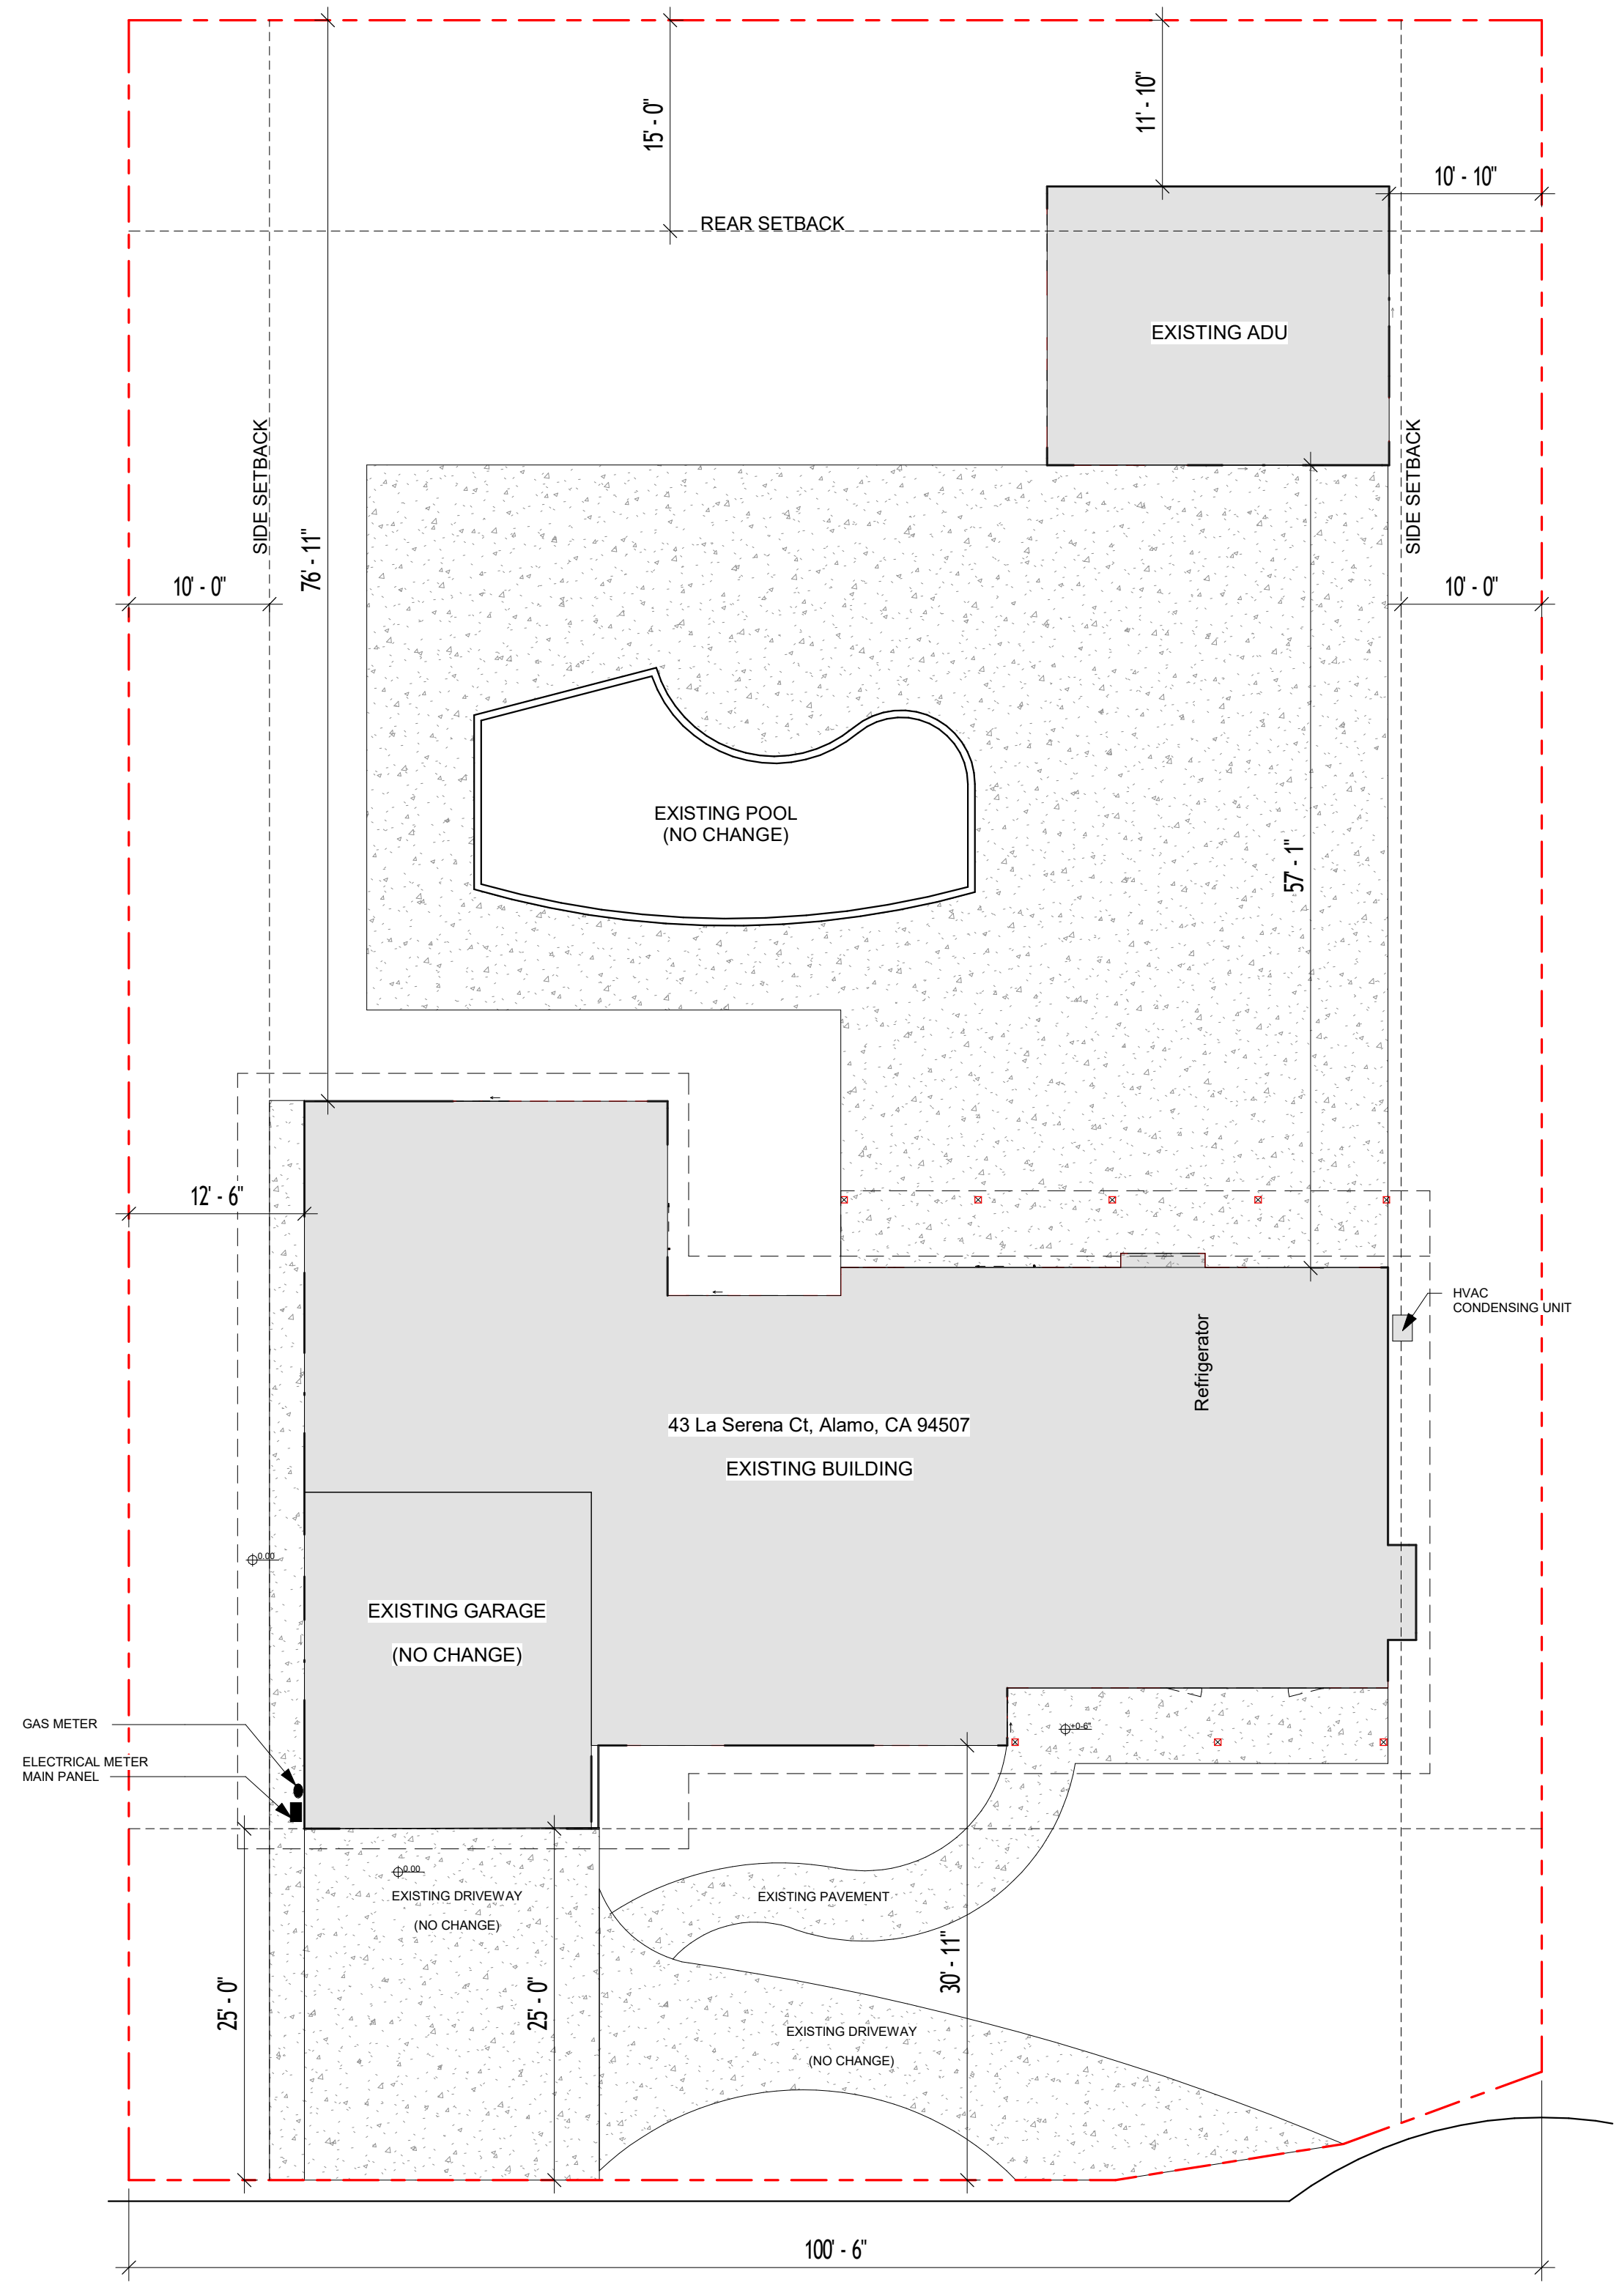 15' - 0"
11' - 10"
10' - 10"
REAR SETBACK
EXISTING ADU
SIDE SETBACK
SIDE SETBACK
76' - 11"
10' - 0"
10' - 0"
EXISTING POOL
(NO CHANGE)
57' - 1"
12' - 6"
HVAC
CONDENSING UNIT
Refrigerator
43 La Serena Ct, Alamo, CA 94507
EXISTING BUILDING
0.00
EXISTING GARAGE
(NO CHANGE)
GAS METER
+0-6"
ELECTRICAL METER
MAIN PANEL
0.00
EXISTING DRIVEWAY
(NO CHANGE)
EXISTING PAVEMENT
25' - 0"
25' - 0"
30' - 11"
EXISTING DRIVEWAY
(NO CHANGE)
100' - 6"